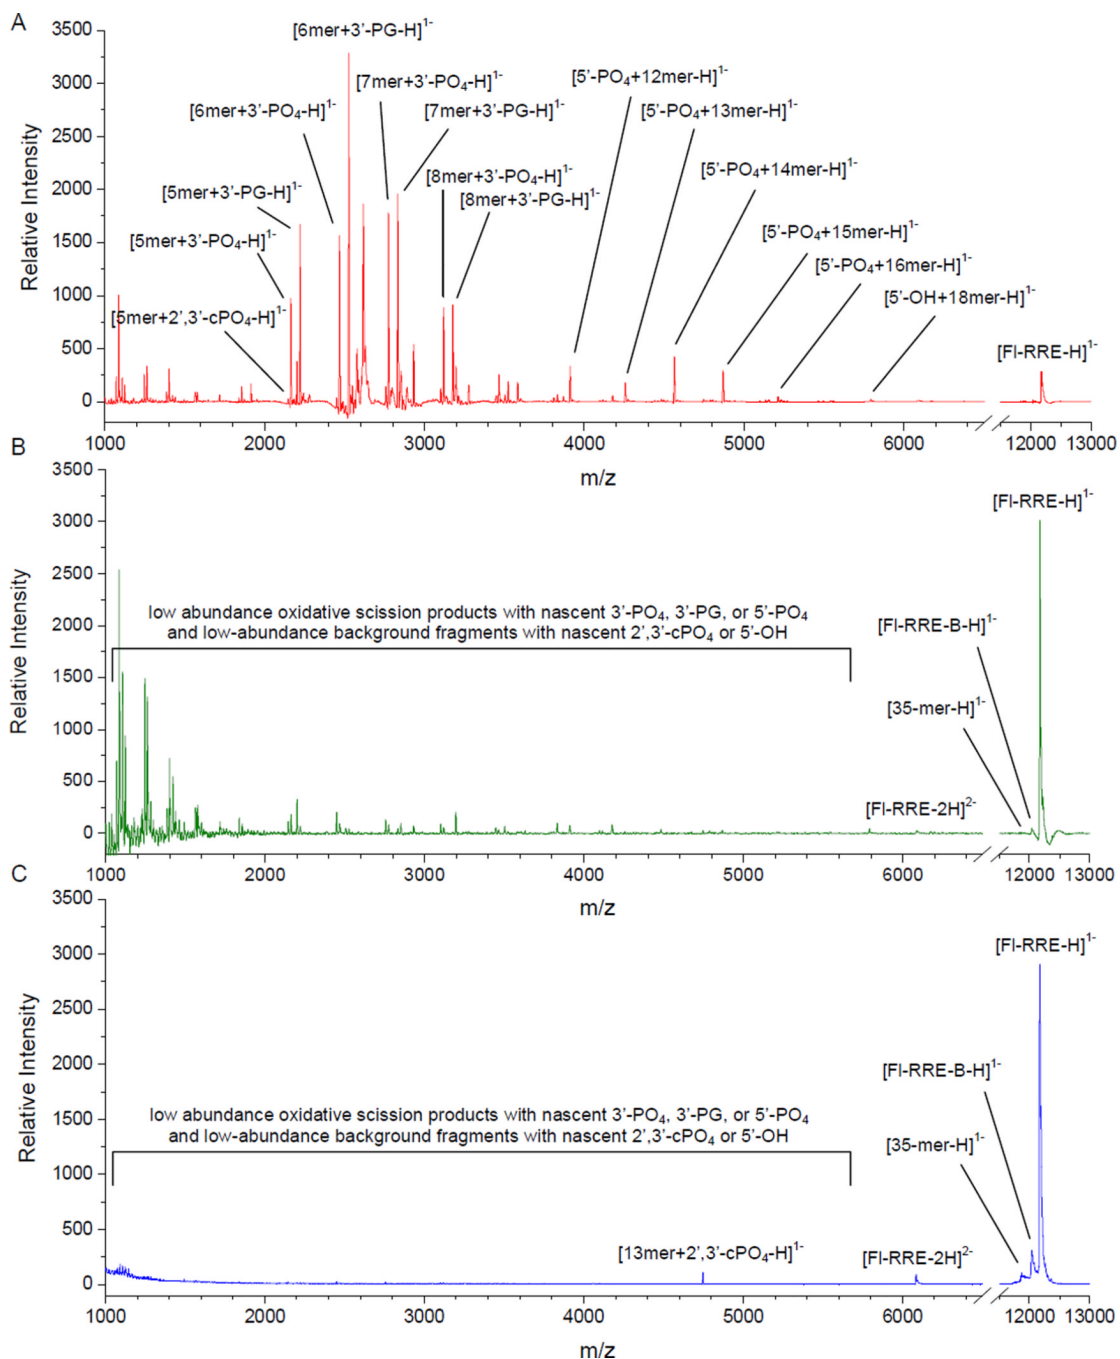 A
3500
3000
2500
2000
1500
1000
500
0
Relative Intensity
[6mer+3'-PG-H]1-
[7mer+3'-PO4-H]1-
[5'-PO4+12mer-H]1-
[6mer+3'-PO4-H]1-
[7mer+3'-PG-H]1-
[5'-PO4+13mer-H]1-
[5mer+3'-PG-H]1-
[8mer+3'-PO4-H]1-
[5'-PO4+14mer-H]1-
[8mer+3'-PG-H]1-
[5mer+3'-PO4-H]1-
[5'-PO4+15mer-H]1-
[5'-PO4+16mer-H]1-
[5mer+2',3'-cPO4-H]1-
[5'-OH+18mer-H]1-
[Fl-RRE-H]1-
1000 2000 3000 4000 5000 6000 12000 13000
m/z
B
3500
3000
2500
2000
1500
1000
500
0
Relative Intensity
[Fl-RRE-H]1-
low abundance oxidative scission products with nascent 3'-PO4, 3'-PG, or 5'-PO4
and low-abundance background fragments with nascent 2',3'-cPO4 or 5'-OH
[Fl-RRE-B-H]1-
[35-mer-H]1-
[Fl-RRE-2H]2-
1000 2000 3000 4000 5000 6000 12000 13000
m/z
C
3500
3000
2500
2000
1500
1000
500
0
Relative Intensity
[Fl-RRE-H]1-
[Fl-RRE-B-H]1-
low abundance oxidative scission products with nascent 3'-PO4, 3'-PG, or 5'-PO4
and low-abundance background fragments with nascent 2',3'-cPO4 or 5'-OH
[35-mer-H]1-
[13mer+2',3'-cPO4-H]1-
[Fl-RRE-2H]2-
1000 2000 3000 4000 5000 6000 12000 13000
m/z